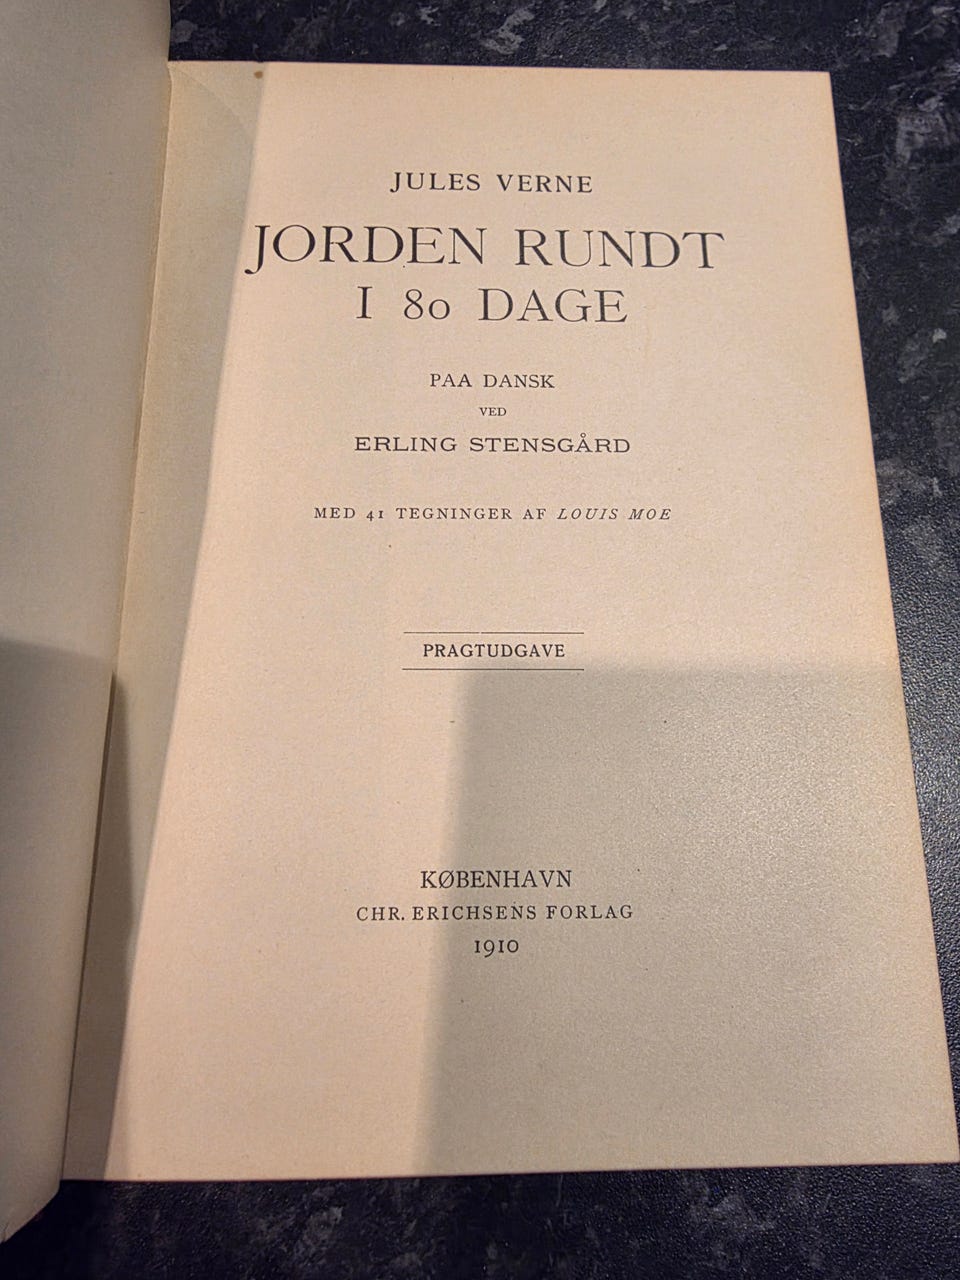 JULES VERNE
JORDEN RUNDT
I 80 DAGE
PAA DANSK
VED
ERLING STENSGÅRD
MED 41 TEGNINGER AF LOUIS MOE
PRAGTUDGAVE
KØBENHAVN
CHR. ERICHSENS FORLAG
1910